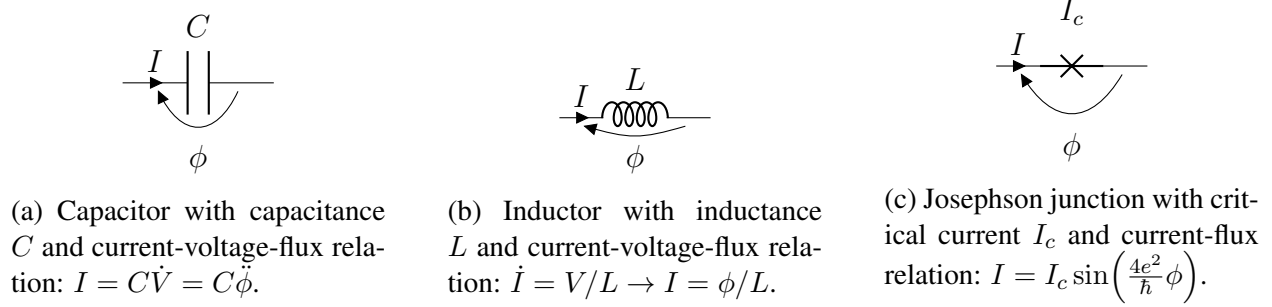 C
I
ϕ
(a) Capacitor with capacitance
C and current-voltage-flux rela-
tion: I = CV̇ = Cϕ̈.
L
I
ϕ
(b) Inductor with inductance
L and current-voltage-flux rela-
tion: İ = V/L → I = ϕ/L.
I_c
I
ϕ
(c) Josephson junction with crit-
ical current I_c and current-flux
relation: I = I_c sin(4e²/ħ ϕ).